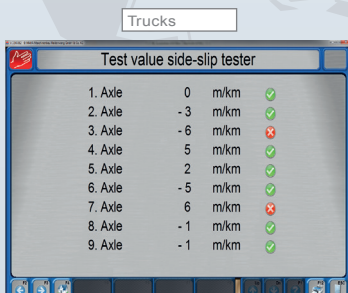 Trucks
Test value side-slip tester
1. Axle 0 m/km
2. Axle - 3 m/km
3. Axle - 6 m/km
4. Axle 5 m/km
5. Axle 2 m/km
6. Axle - 5 m/km
7. Axle 6 m/km
8. Axle - 1 m/km
9. Axle - 1 m/km